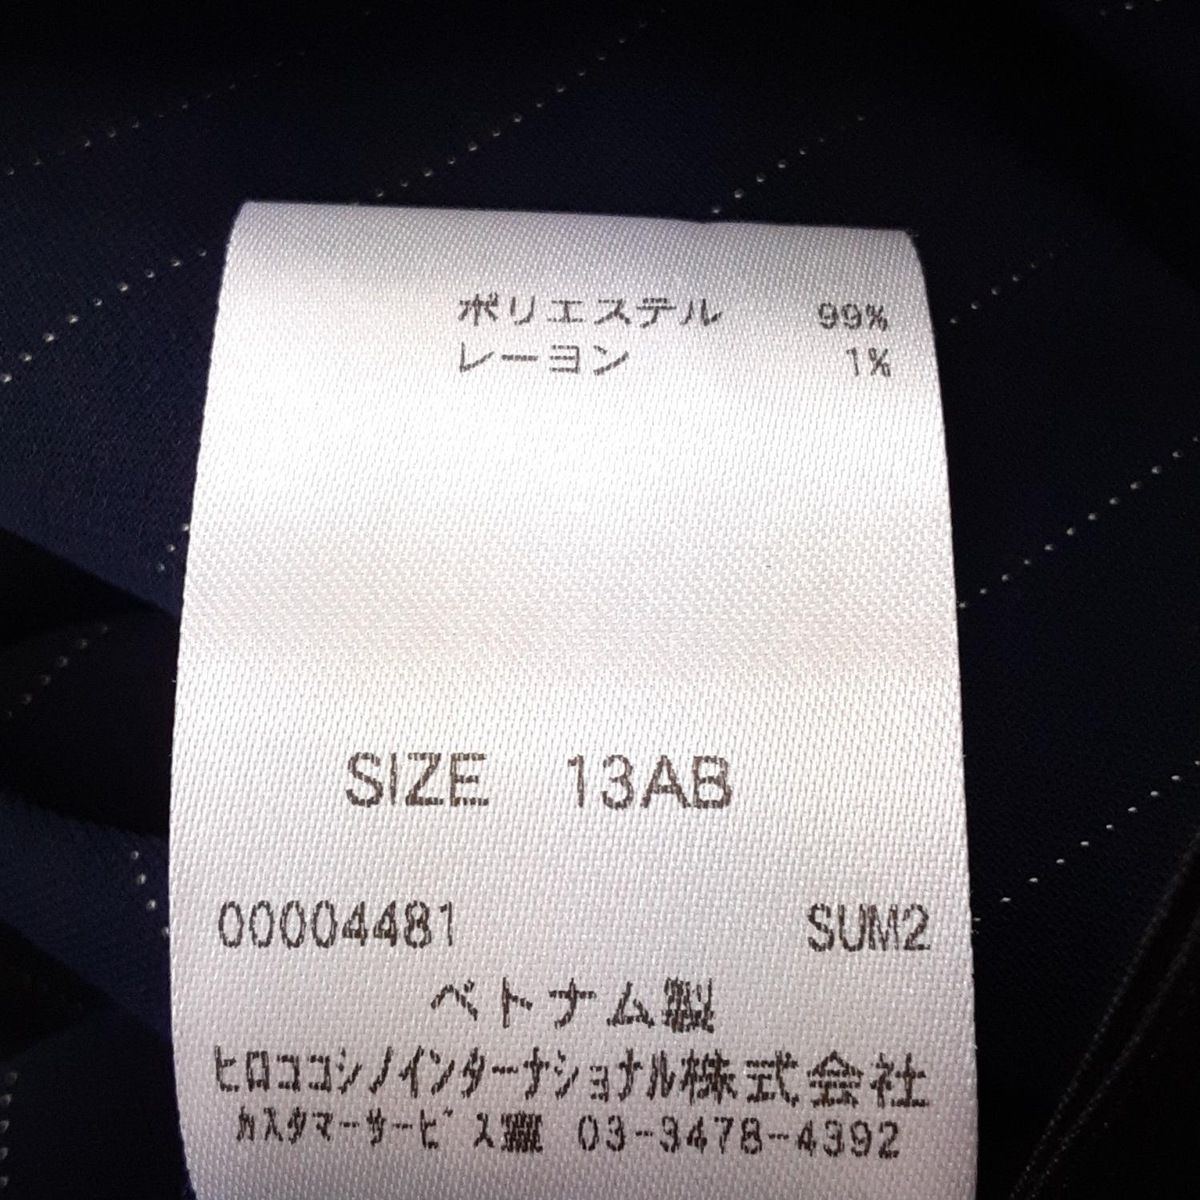 ポリエステル 99%
レーヨン 1%
SIZE 13AB
00004481 SUM2
ベトナム製
ヒロココシノインターナショナル株式会社
カスタマーサービス 03-3478-4392